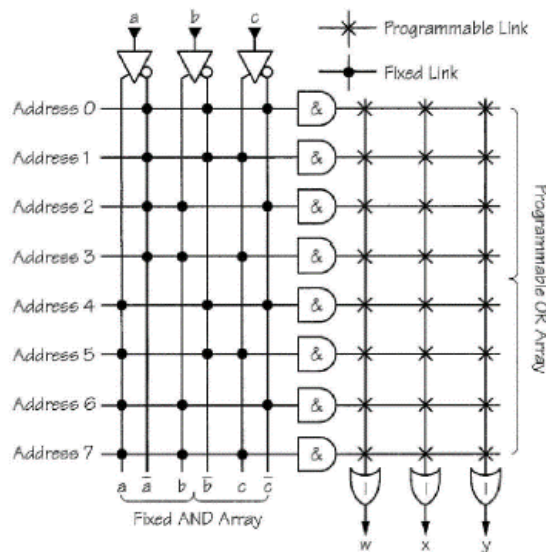 a b c
Programmable Link
Fixed Link
Address 0 &
Address 1 &
Address 2 &
Address 3 &
Address 4 &
Address 5 &
Address 6 &
Address 7 &
Programmable OR Array
a a̅ b b̅ c c̅
| | |
Fixed AND Array
w x y